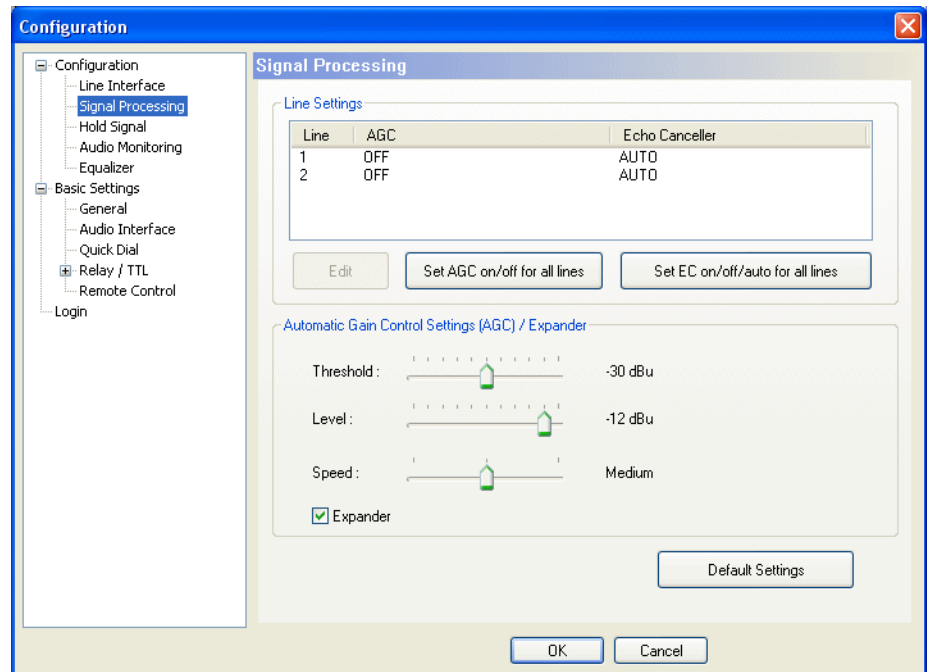 Configuration
Configuration
Line Interface
Signal Processing
Hold Signal
Audio Monitoring
Equalizer
Basic Settings
General
Audio Interface
Quick Dial
Relay / TTL
Remote Control
Login
Signal Processing
Line Settings
Line AGC Echo Canceller
1 OFF AUTO
2 OFF AUTO
Edit Set AGC on/off for all lines Set EC on/off/auto for all lines
Automatic Gain Control Settings (AGC) / Expander
Threshold : -30 dBu
Level : -12 dBu
Speed : Medium
Expander
Default Settings
OK Cancel